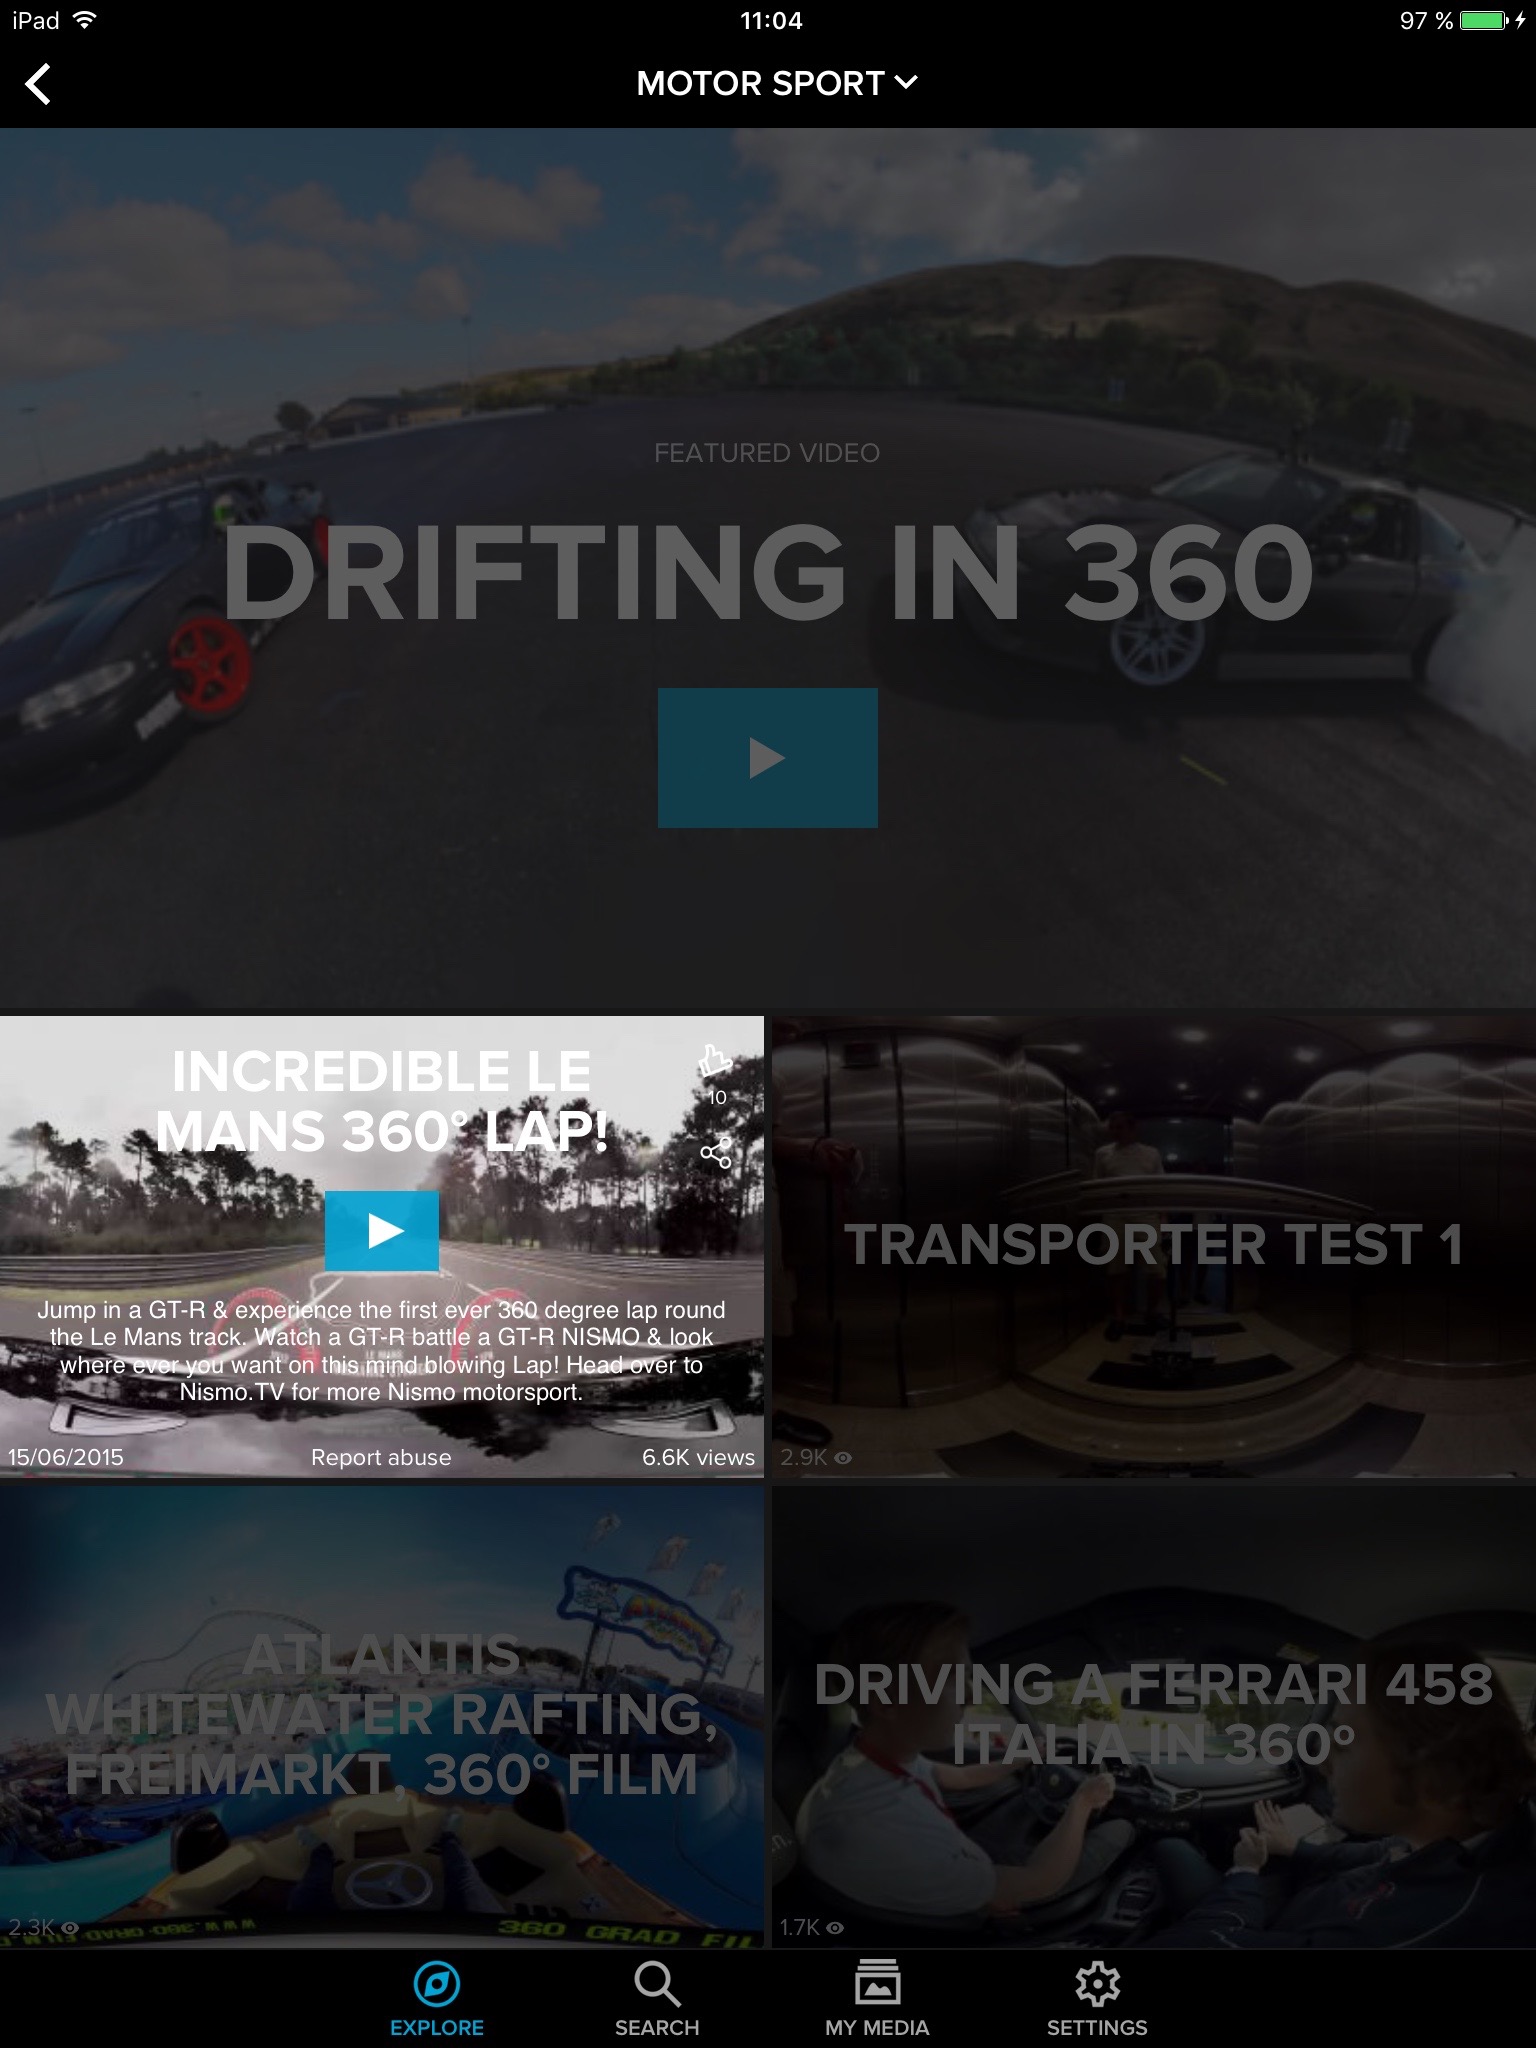 iPad
11:04
97 %
MOTOR SPORT
FEATURED VIDEO
DRIFTING IN 360
INCREDIBLE LE
MANS 360° LAP!
10
Jump in a GT-R & experience the first ever 360 degree lap round
the Le Mans track. Watch a GT-R battle a GT-R NISMO & look
where ever you want on this mind blowing Lap! Head over to
Nismo.TV for more Nismo motorsport.
15/06/2015
Report abuse
6.6K views
TRANSPORTER TEST 1
2.9K
ATLANTIS
WHITEWATER RAFTING,
FREIMARKT, 360° FILM
2.3K
360 GRAD FIL
DRIVING A FERRARI 458
ITALIA IN 360°
1.7K
EXPLORE
SEARCH
MY MEDIA
SETTINGS